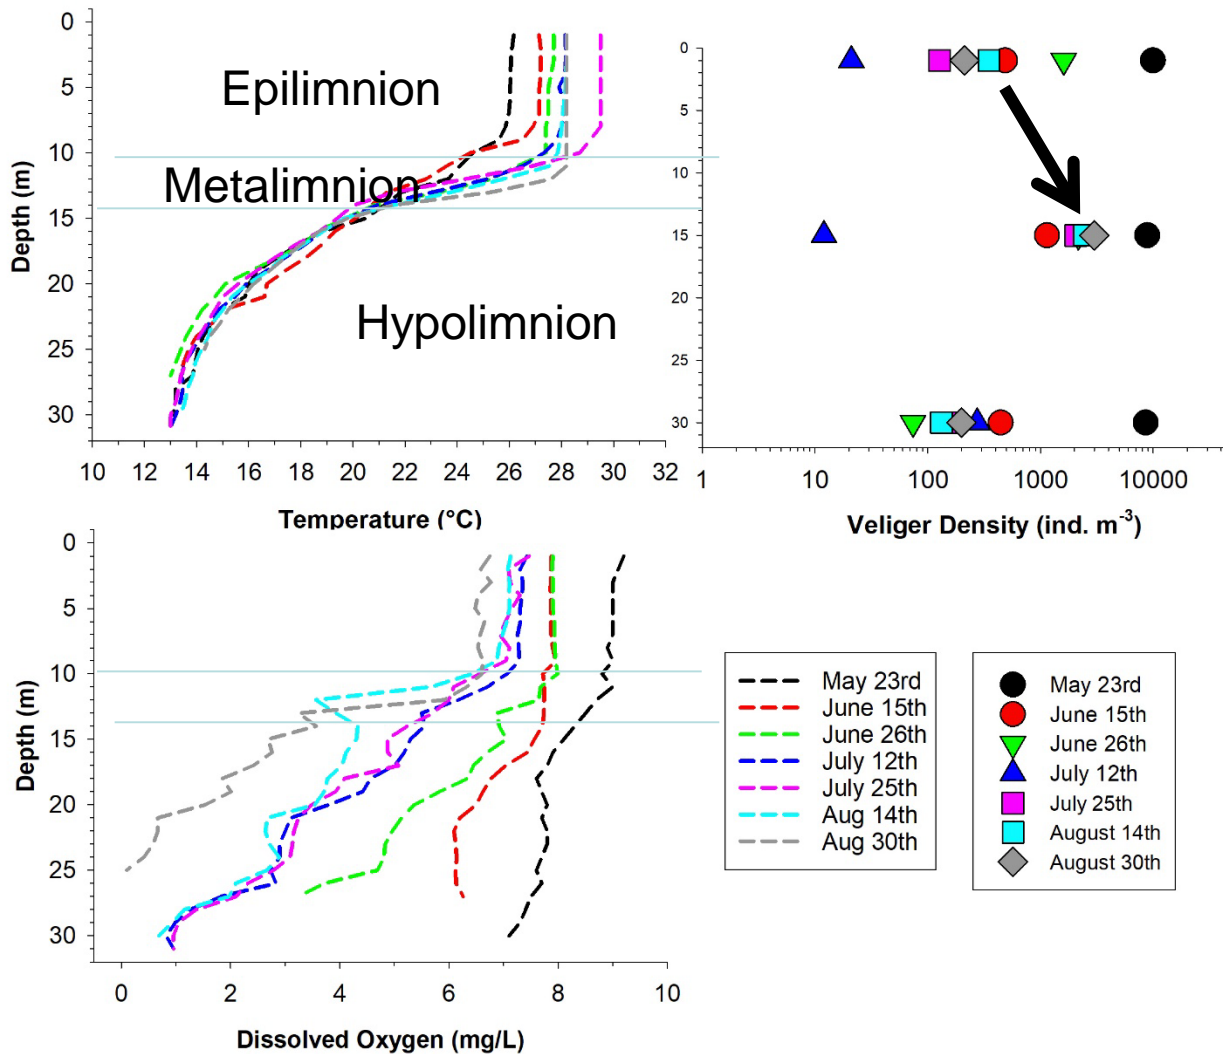 0
5
10
15
20
25
30
Depth (m)
Epilimnion
Metalimnion
Hypolimnion
10 12 14 16 18 20 22 24 26 28 30 32
Temperature (°C)
0
5
10
15
20
25
30
1 10 100 1000 10000
Veliger Density (ind. m-3)
0
5
10
15
20
25
30
Depth (m)
0 2 4 6 8 10
Dissolved Oxygen (mg/L)
May 23rd
June 15th
June 26th
July 12th
July 25th
Aug 14th
Aug 30th
May 23rd
June 15th
June 26th
July 12th
July 25th
August 14th
August 30th